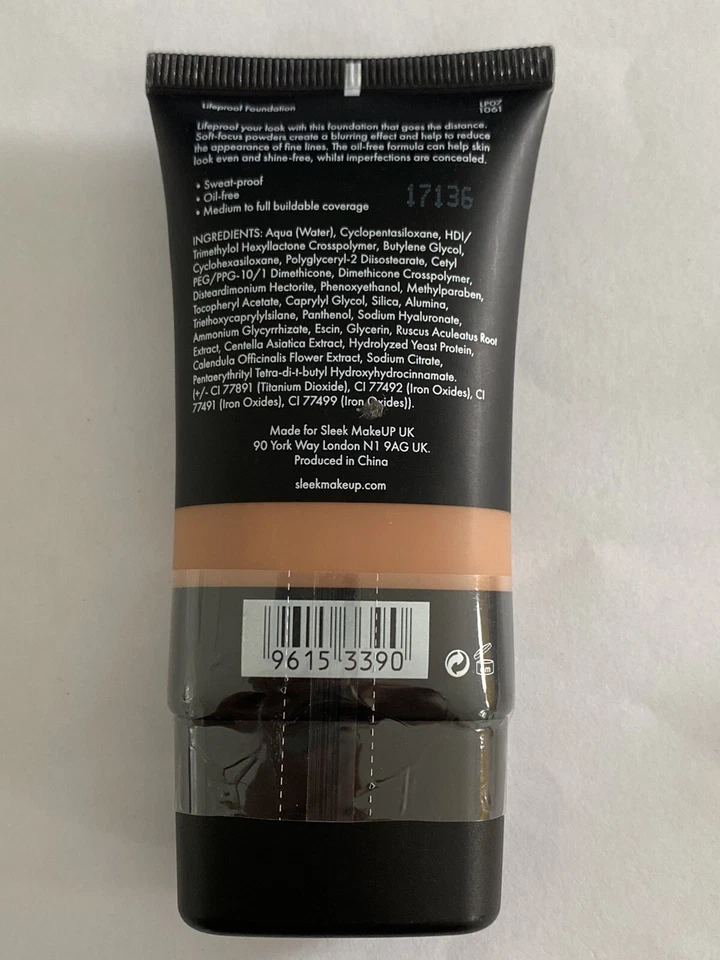 Lifeproof Foundation
LP07
1061
Lifeproof your look with this foundation that goes the distance.
Soft-focus powders create a blurring effect and help to reduce
the appearance of fine lines. The oil-free formula can help skin
look even and shine-free, whilst imperfections are concealed.
• Sweat-proof
• Oil-free
• Medium to full buildable coverage
17136
INGREDIENTS: Aqua (Water), Cyclopentasiloxane, HDI/
Trimethylol Hexyllactone Crosspolymer, Butylene Glycol,
Cyclohexasiloxane, Polyglyceryl-2 Diisostearate, Cetyl
PEG/PPG-10/1 Dimethicone, Dimethicone Crosspolymer,
Disteardimonium Hectorite, Phenoxyethanol, Methylparaben,
Tocopheryl Acetate, Caprylyl Glycol, Silica, Alumina,
Triethoxycaprylylsilane, Panthenol, Sodium Hyaluronate,
Ammonium Glycyrrhizate, Escin, Glycerin, Ruscus Aculeatus Root
Extract, Centella Asiatica Extract, Hydrolyzed Yeast Protein,
Calendula Officinalis Flower Extract, Sodium Citrate,
Pentaerythrityl Tetra-di-t-butyl Hydroxyhydrocinnamate.
(+/- CI 77891 (Titanium Dioxide), CI 77492 (Iron Oxides), CI
77491 (Iron Oxides), CI 77499 (Iron Oxides)).
Made for Sleek MakeUP UK
90 York Way London N1 9AG UK.
Produced in China
sleekmakeup.com
9615 3390